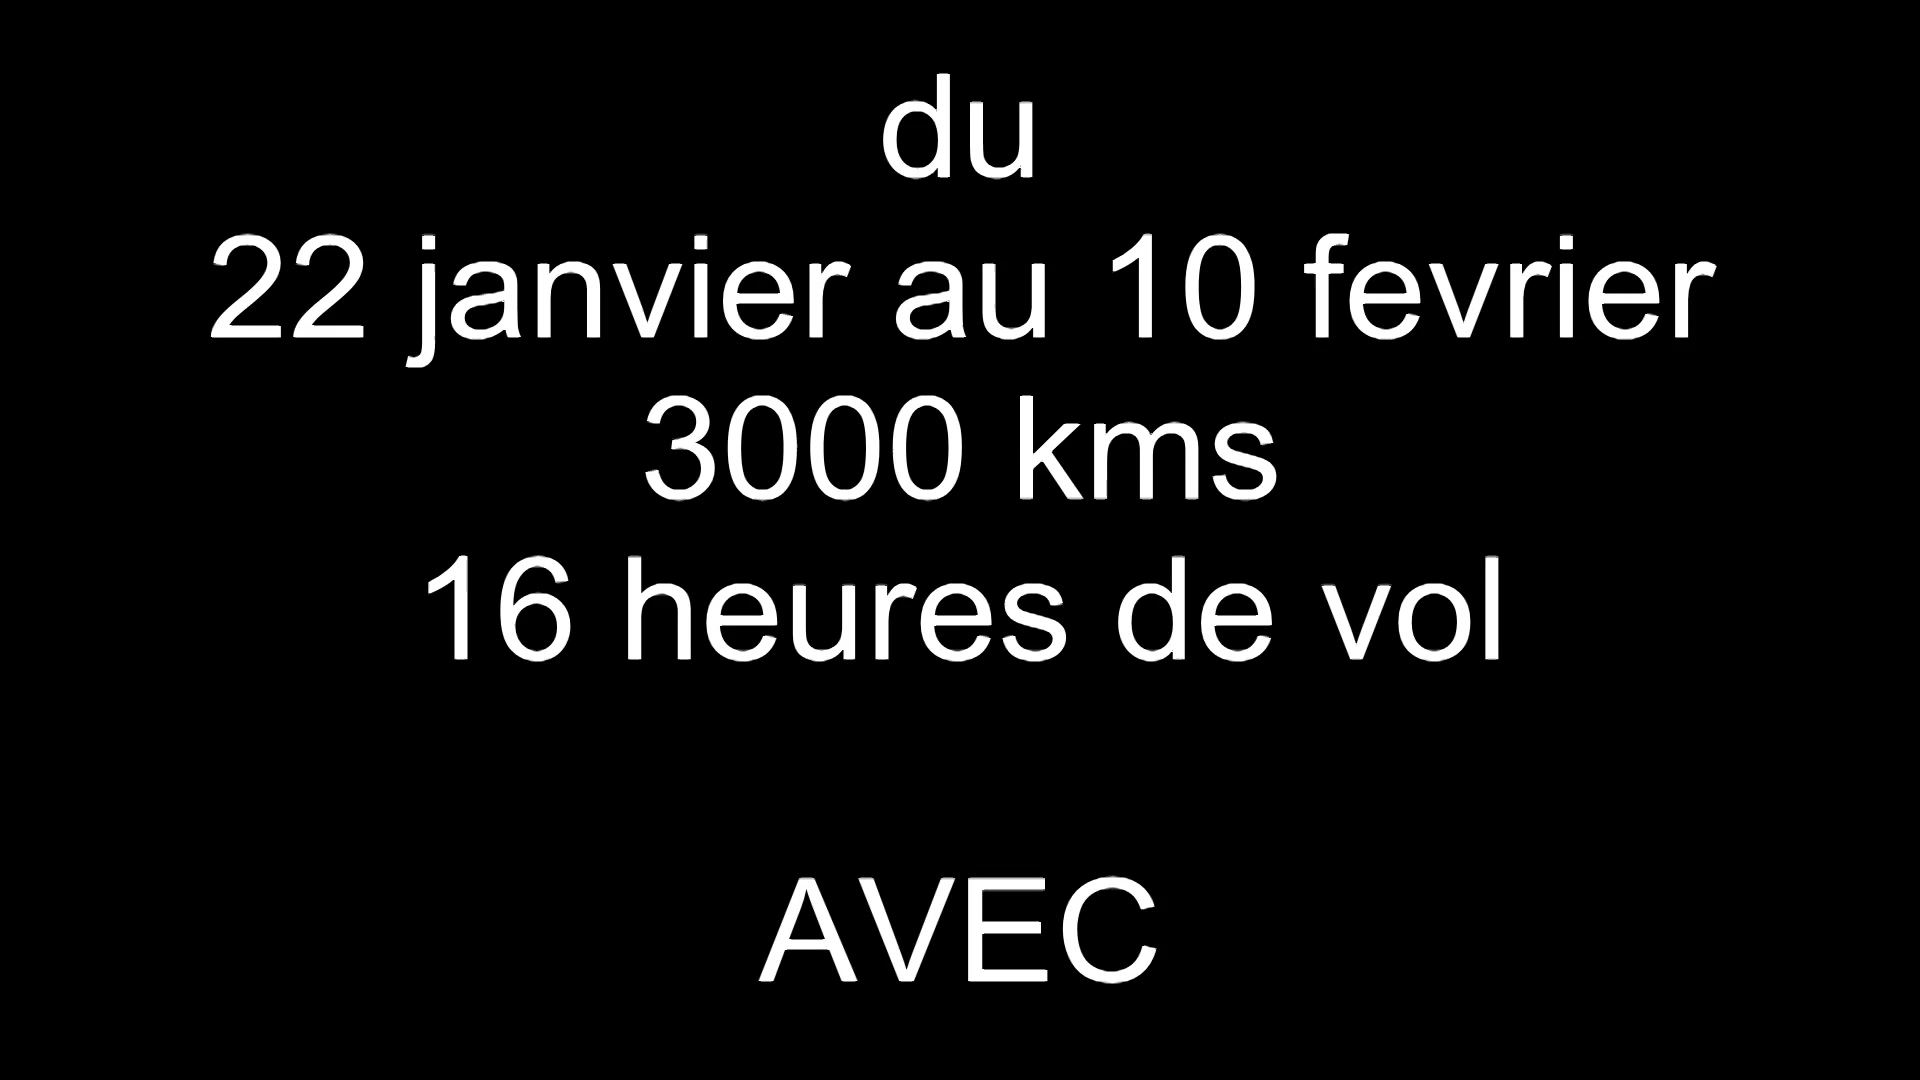 du
22 janvier au 10 fevrier
3000 kms
16 heures de vol
AVEC